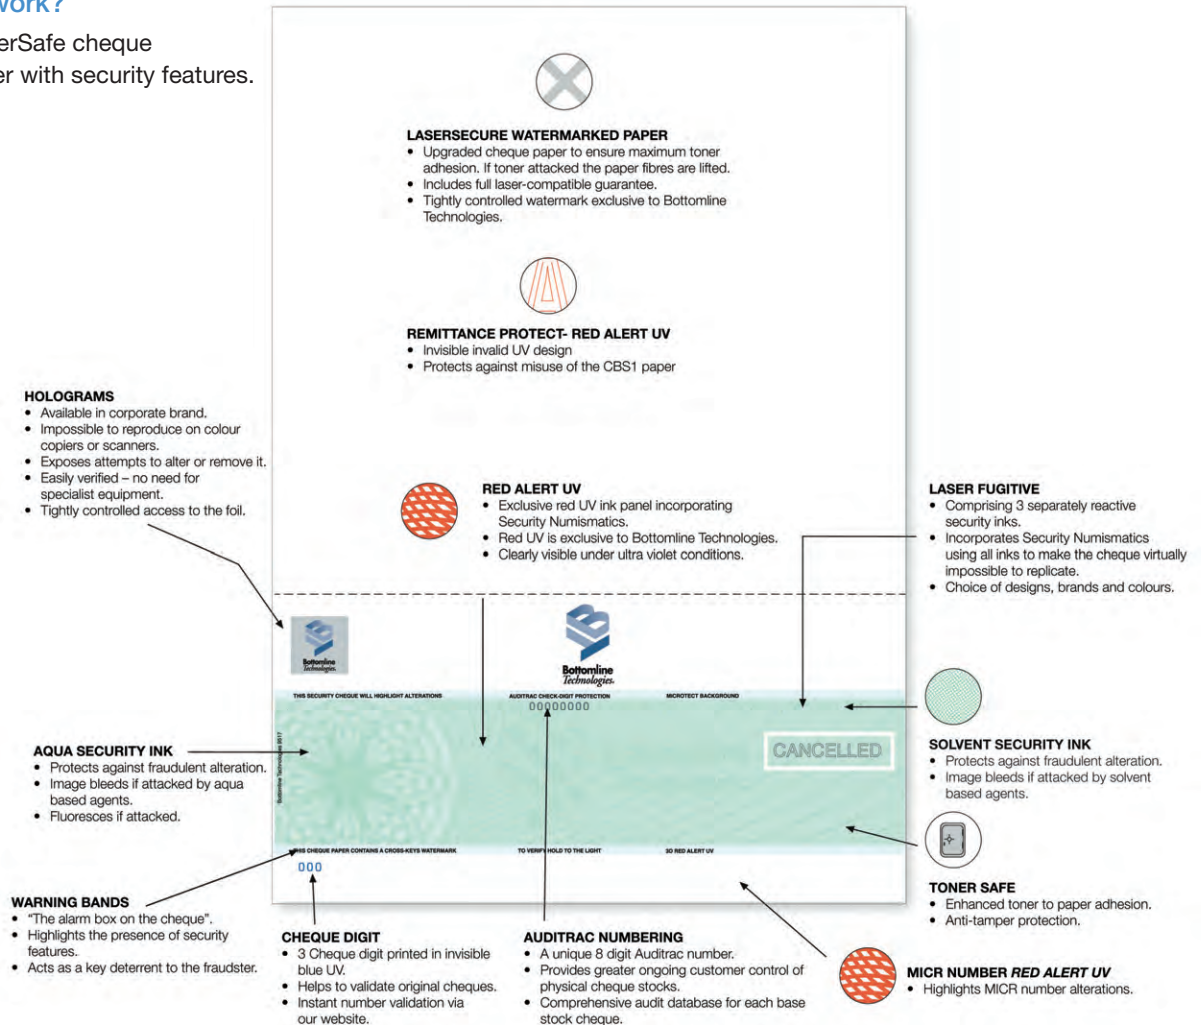 work?
erSafe cheque
er with security features.
LASERSECURE WATERMARKED PAPER
• Upgraded cheque paper to ensure maximum toner
adhesion. If toner attacked the paper fibres are lifted.
• Includes full laser-compatible guarantee.
• Tightly controlled watermark exclusive to Bottomline
Technologies.
REMITTANCE PROTECT- RED ALERT UV
• Invisible invalid UV design
• Protects against misuse of the CBS1 paper
HOLOGRAMS
• Available in corporate brand.
• Impossible to reproduce on colour
copiers or scanners.
• Exposes attempts to alter or remove it.
• Easily verified – no need for
specialist equipment.
• Tightly controlled access to the foil.
RED ALERT UV
• Exclusive red UV ink panel incorporating
Security Numismatics.
• Red UV is exclusive to Bottomline Technologies.
• Clearly visible under ultra violet conditions.
LASER FUGITIVE
• Comprising 3 separately reactive
security inks.
• Incorporates Security Numismatics
using all inks to make the cheque virtually
impossible to replicate.
• Choice of designs, brands and colours.
Bottomline
Technologies.
Bottomline
Technologies.
THIS SECURITY CHEQUE WILL HIGHLIGHT ALTERATIONS
AUDITRAC CHECK-DIGIT PROTECTION
MICROTECT BACKGROUND
00000000
CANCELLED
Bottomline Technologies 2017
AQUA SECURITY INK
• Protects against fraudulent alteration.
• Image bleeds if attacked by aqua
based agents.
• Fluoresces if attacked.
SOLVENT SECURITY INK
• Protects against fraudulent alteration.
• Image bleeds if attacked by solvent
based agents.
THIS CHEQUE PAPER CONTAINS A CROSS-KEYS WATERMARK
TO VERIFY HOLD TO THE LIGHT
3D RED ALERT UV
000
TONER SAFE
• Enhanced toner to paper adhesion.
• Anti-tamper protection.
WARNING BANDS
• "The alarm box on the cheque".
• Highlights the presence of security
features.
• Acts as a key deterrent to the fraudster.
CHEQUE DIGIT
• 3 Cheque digit printed in invisible
blue UV.
• Helps to validate original cheques.
• Instant number validation via
our website.
AUDITRAC NUMBERING
• A unique 8 digit Auditrac number.
• Provides greater ongoing customer control of
physical cheque stocks.
• Comprehensive audit database for each base
stock cheque.
MICR NUMBER RED ALERT UV
• Highlights MICR number alterations.